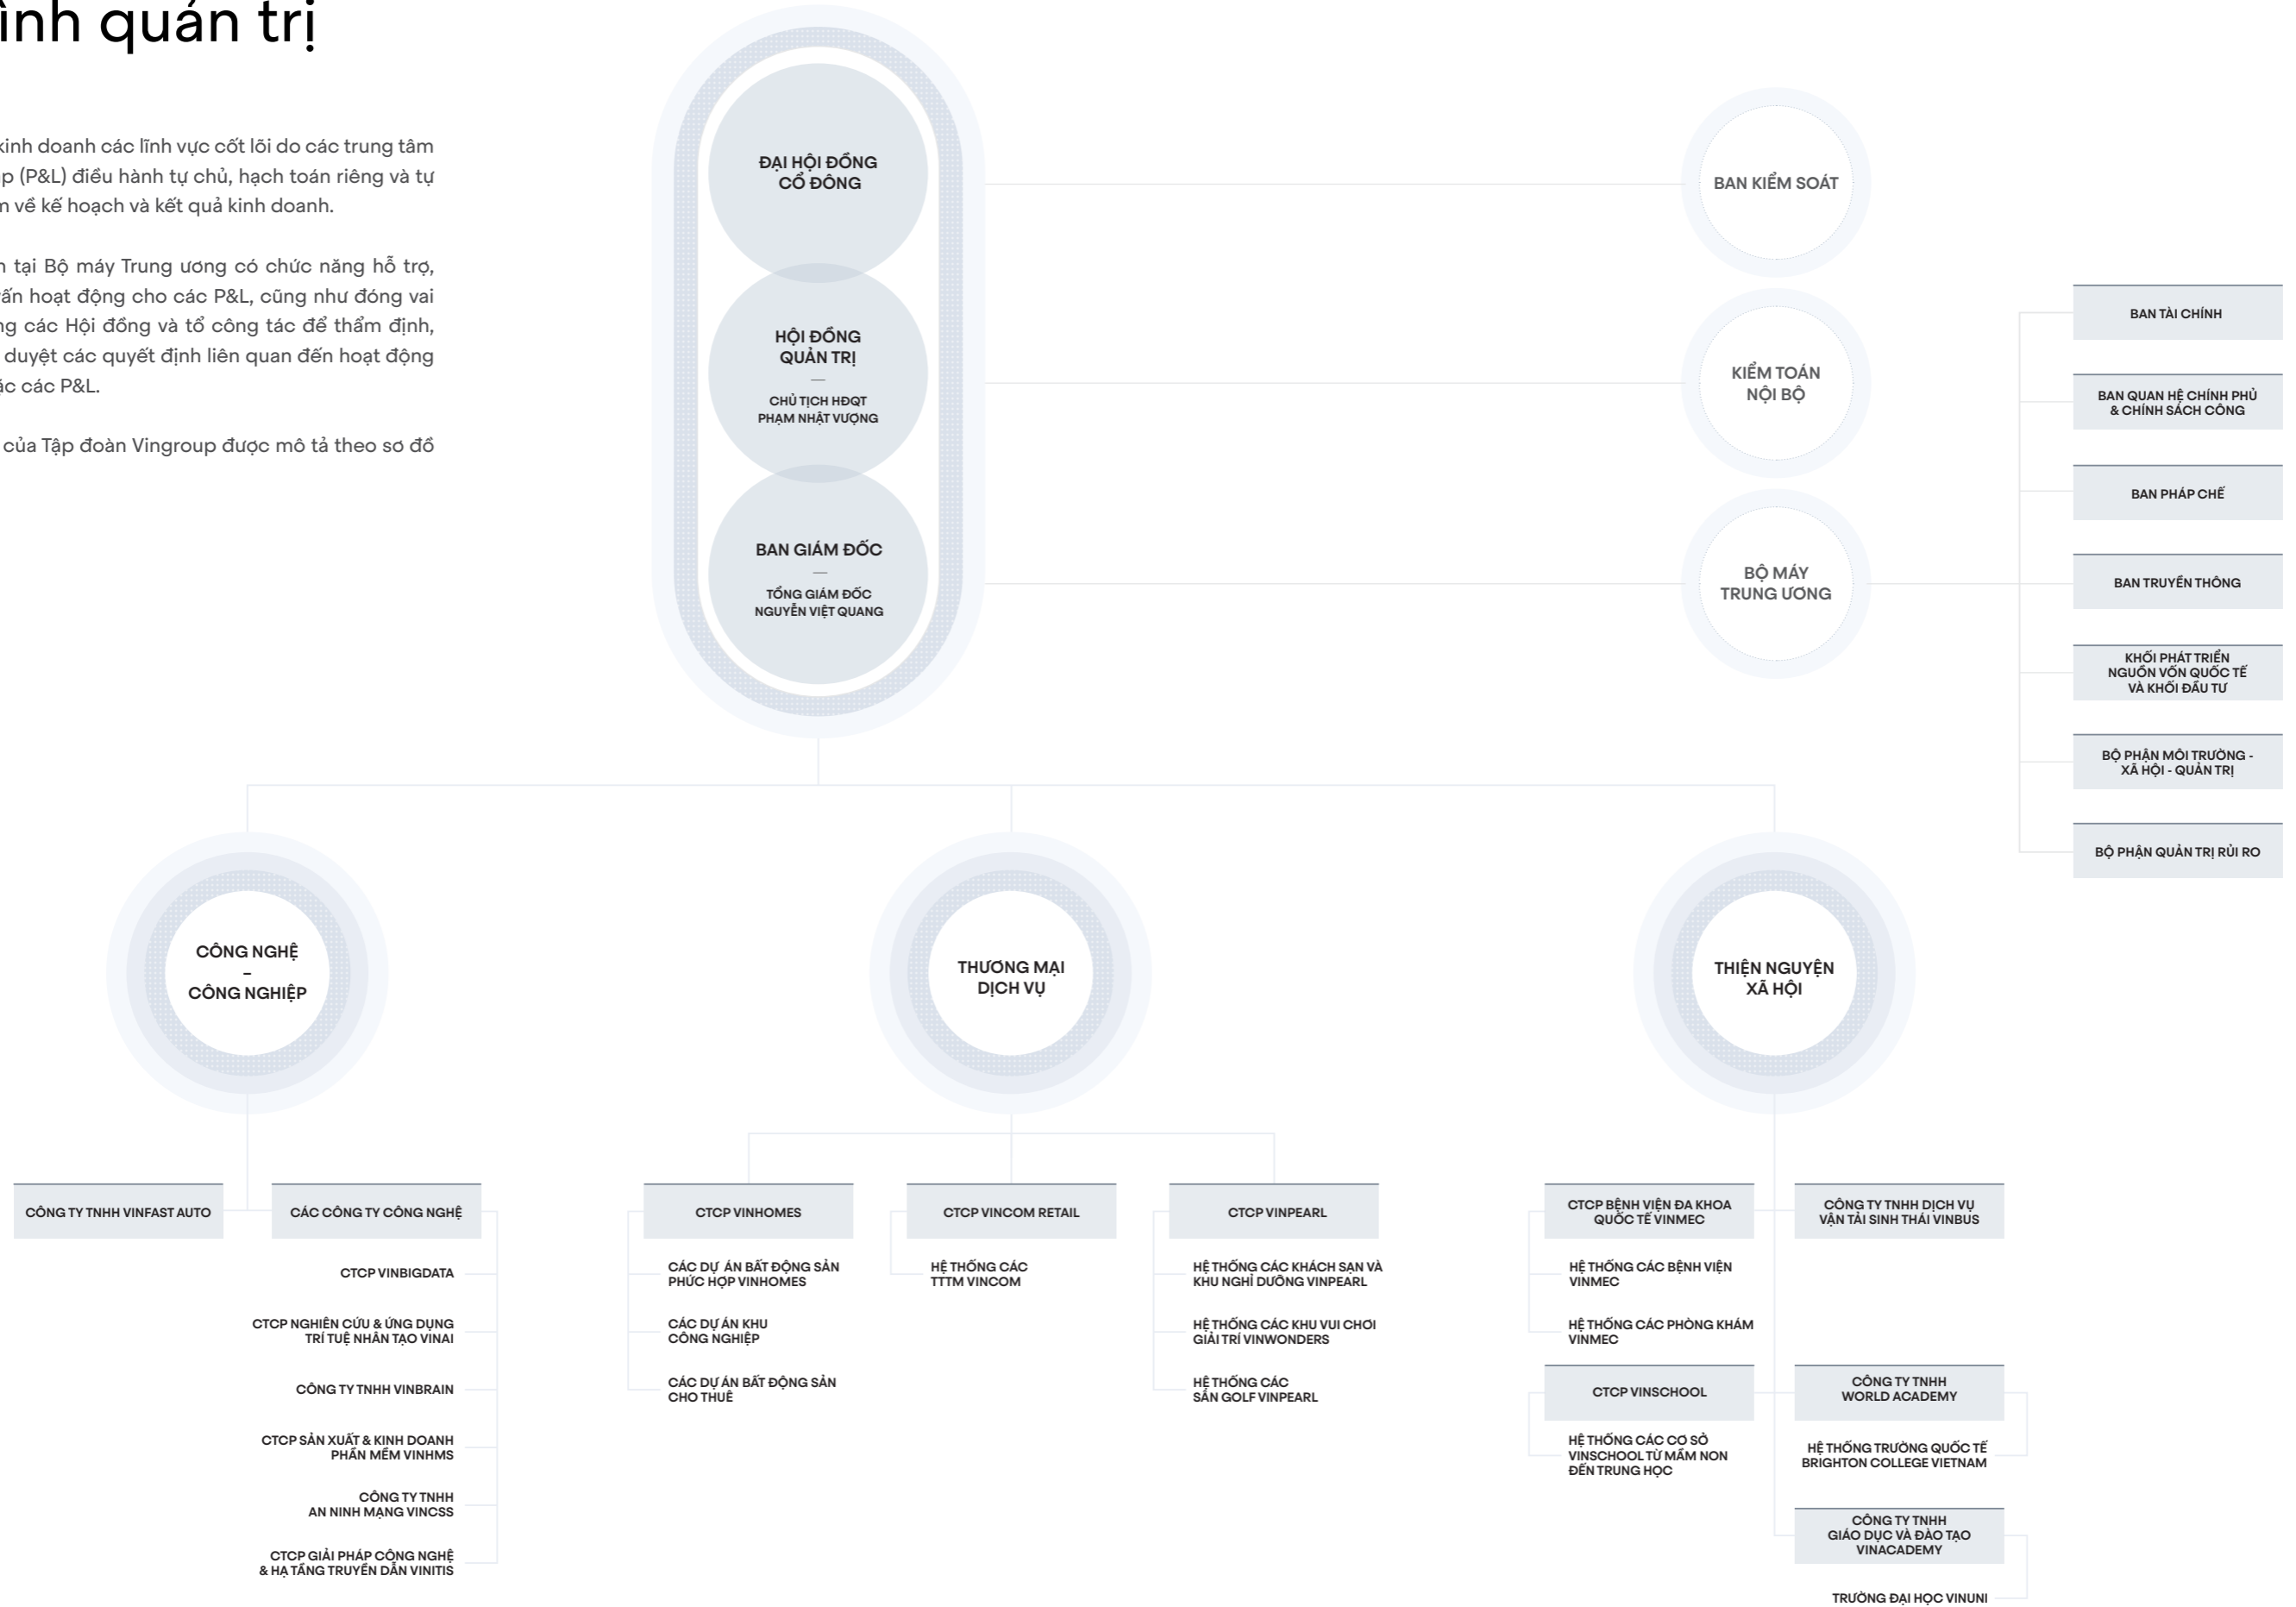 ình quản trị
kinh doanh các lĩnh vực cốt lõi do các trung tâm
(P&L) điều hành tự chủ, hạch toán riêng và tự
về kế hoạch và kết quả kinh doanh.
tại Bộ máy Trung ương có chức năng hỗ trợ,
hoạt động cho các P&L, cũng như đóng vai
các Hội đồng và tổ công tác để thẩm định,
duyệt các quyết định liên quan đến hoạt động
các P&L.
của Tập đoàn Vingroup được mô tả theo sơ đồ
ĐẠI HỘI ĐỒNG
CỔ ĐÔNG
HỘI ĐỒNG
QUẢN TRỊ
—
CHỦ TỊCH HĐQT
PHẠM NHẬT VƯỢNG
BAN GIÁM ĐỐC
—
TỔNG GIÁM ĐỐC
NGUYỄN VIỆT QUANG
BAN KIỂM SOÁT
KIỂM TOÁN
NỘI BỘ
BỘ MÁY
TRUNG ƯƠNG
BAN TÀI CHÍNH
BAN QUAN HỆ CHÍNH PHỦ
& CHÍNH SÁCH CÔNG
BAN PHÁP CHẾ
BAN TRUYỀN THÔNG
KHỐI PHÁT TRIỂN
NGUỒN VỐN QUỐC TẾ
VÀ KHỐI ĐẦU TƯ
BỘ PHẬN MÔI TRƯỜNG -
XÃ HỘI - QUẢN TRỊ
BỘ PHẬN QUẢN TRỊ RỦI RO
CÔNG NGHỆ
–
CÔNG NGHIỆP
CÔNG TY TNHH VINFAST AUTO
CÁC CÔNG TY CÔNG NGHỆ
CTCP VINBIGDATA
CTCP NGHIÊN CỨU & ỨNG DỤNG
TRÍ TUỆ NHÂN TẠO VINAI
CÔNG TY TNHH VINBRAIN
CTCP SẢN XUẤT & KINH DOANH
PHẦN MỀM VINHMS
CÔNG TY TNHH
AN NINH MẠNG VINCSS
CTCP GIẢI PHÁP CÔNG NGHỆ
& HẠ TẦNG TRUYỀN DẪN VINITIS
THƯƠNG MẠI
DỊCH VỤ
CTCP VINHOMES
CÁC DỰ ÁN BẤT ĐỘNG SẢN
PHỨC HỢP VINHOMES
CÁC DỰ ÁN KHU
CÔNG NGHIỆP
CÁC DỰ ÁN BẤT ĐỘNG SẢN
CHO THUÊ
CTCP VINCOM RETAIL
HỆ THỐNG CÁC
TTTM VINCOM
CTCP VINPEARL
HỆ THỐNG CÁC KHÁCH SẠN VÀ
KHU NGHỈ DƯỠNG VINPEARL
HỆ THỐNG CÁC KHU VUI CHƠI
GIẢI TRÍ VINWONDERS
HỆ THỐNG CÁC
SÂN GOLF VINPEARL
THIỆN NGUYỆN
XÃ HỘI
CTCP BỆNH VIỆN ĐA KHOA
QUỐC TẾ VINMEC
HỆ THỐNG CÁC BỆNH VIỆN
VINMEC
HỆ THỐNG CÁC PHÒNG KHÁM
VINMEC
CÔNG TY TNHH DỊCH VỤ
VẬN TẢI SINH THÁI VINBUS
CTCP VINSCHOOL
HỆ THỐNG CÁC CƠ SỞ
VINSCHOOL TỪ MẦM NON
ĐẾN TRUNG HỌC
CÔNG TY TNHH
WORLD ACADEMY
HỆ THỐNG TRƯỜNG QUỐC TẾ
BRIGHTON COLLEGE VIETNAM
CÔNG TY TNHH
GIÁO DỤC VÀ ĐÀO TẠO
VINACADEMY
TRƯỜNG ĐẠI HỌC VINUNI